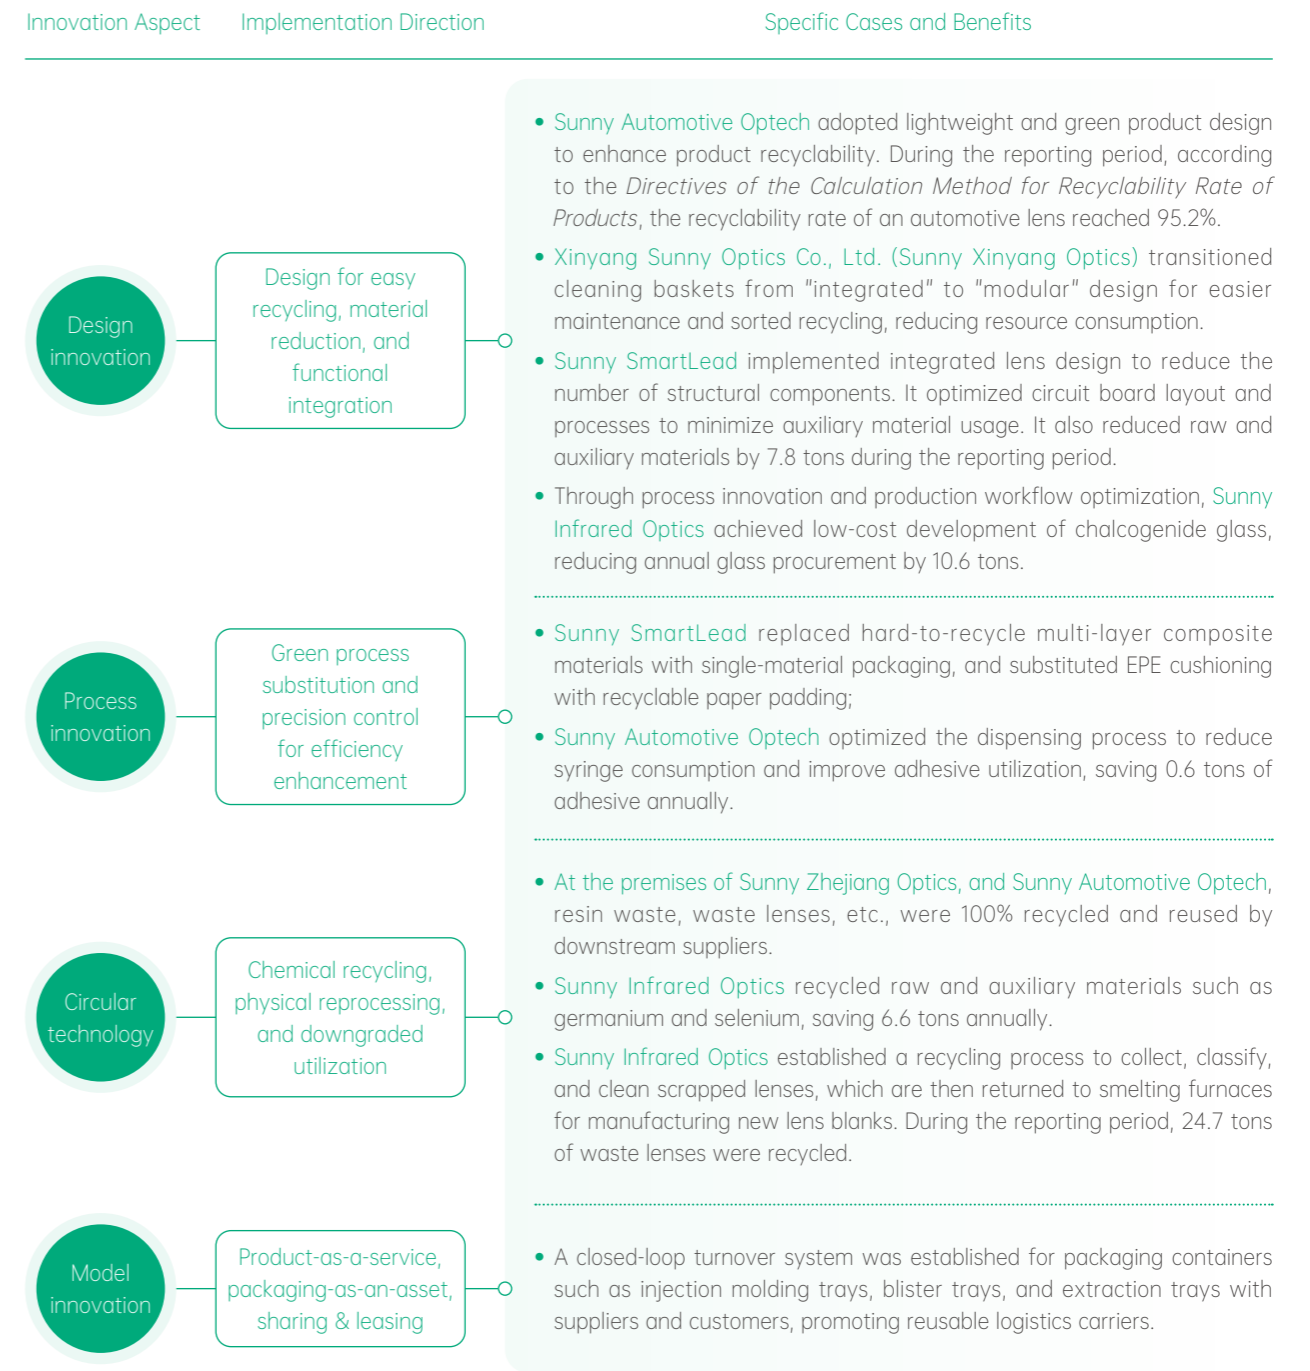 Innovation Aspect Implementation Direction Specific Cases and Benefits
Design
innovation
Design for easy
recycling, material
reduction, and
functional
integration
• Sunny Automotive Optech adopted lightweight and green product design
to enhance product recyclability. During the reporting period, according
to the Directives of the Calculation Method for Recyclability Rate of
Products, the recyclability rate of an automotive lens reached 95.2%.
• Xinyang Sunny Optics Co., Ltd. (Sunny Xinyang Optics) transitioned
cleaning baskets from "integrated" to "modular" design for easier
maintenance and sorted recycling, reducing resource consumption.
• Sunny SmartLead implemented integrated lens design to reduce the
number of structural components. It optimized circuit board layout and
processes to minimize auxiliary material usage. It also reduced raw and
auxiliary materials by 7.8 tons during the reporting period.
• Through process innovation and production workflow optimization, Sunny
Infrared Optics achieved low-cost development of chalcogenide glass,
reducing annual glass procurement by 10.6 tons.
Process
innovation
Green process
substitution and
precision control
for efficiency
enhancement
• Sunny SmartLead replaced hard-to-recycle multi-layer composite
materials with single-material packaging, and substituted EPE cushioning
with recyclable paper padding;
• Sunny Automotive Optech optimized the dispensing process to reduce
syringe consumption and improve adhesive utilization, saving 0.6 tons of
adhesive annually.
Circular
technology
Chemical recycling,
physical reprocessing,
and downgraded
utilization
• At the premises of Sunny Zhejiang Optics, and Sunny Automotive Optech,
resin waste, waste lenses, etc., were 100% recycled and reused by
downstream suppliers.
• Sunny Infrared Optics recycled raw and auxiliary materials such as
germanium and selenium, saving 6.6 tons annually.
• Sunny Infrared Optics established a recycling process to collect, classify,
and clean scrapped lenses, which are then returned to smelting furnaces
for manufacturing new lens blanks. During the reporting period, 24.7 tons
of waste lenses were recycled.
Model
innovation
Product-as-a-service,
packaging-as-an-asset,
sharing & leasing
• A closed-loop turnover system was established for packaging containers
such as injection molding trays, blister trays, and extraction trays with
suppliers and customers, promoting reusable logistics carriers.